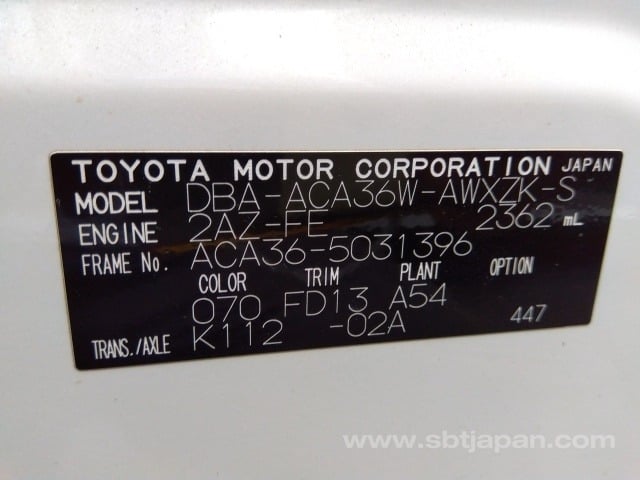 TOYOTA MOTOR CORPORATION JAPAN
MODEL DBA-ACA36W-AWXZK-S
ENGINE 2AZ-FE 2362 mL
FRAME No. ACA36-5031396
COLOR TRIM PLANT OPTION
070 FD13 A54 447
TRANS./AXLE K112 -02A
www.sbtjapan.com